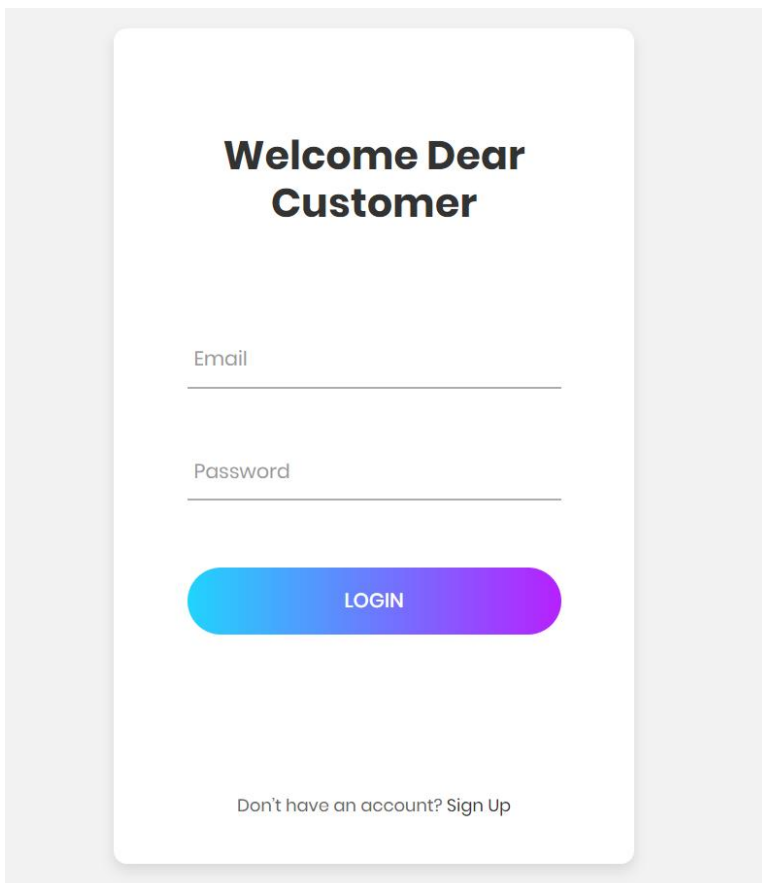 Welcome Dear
Customer
Email
Password
LOGIN
Don't have an account? Sign Up